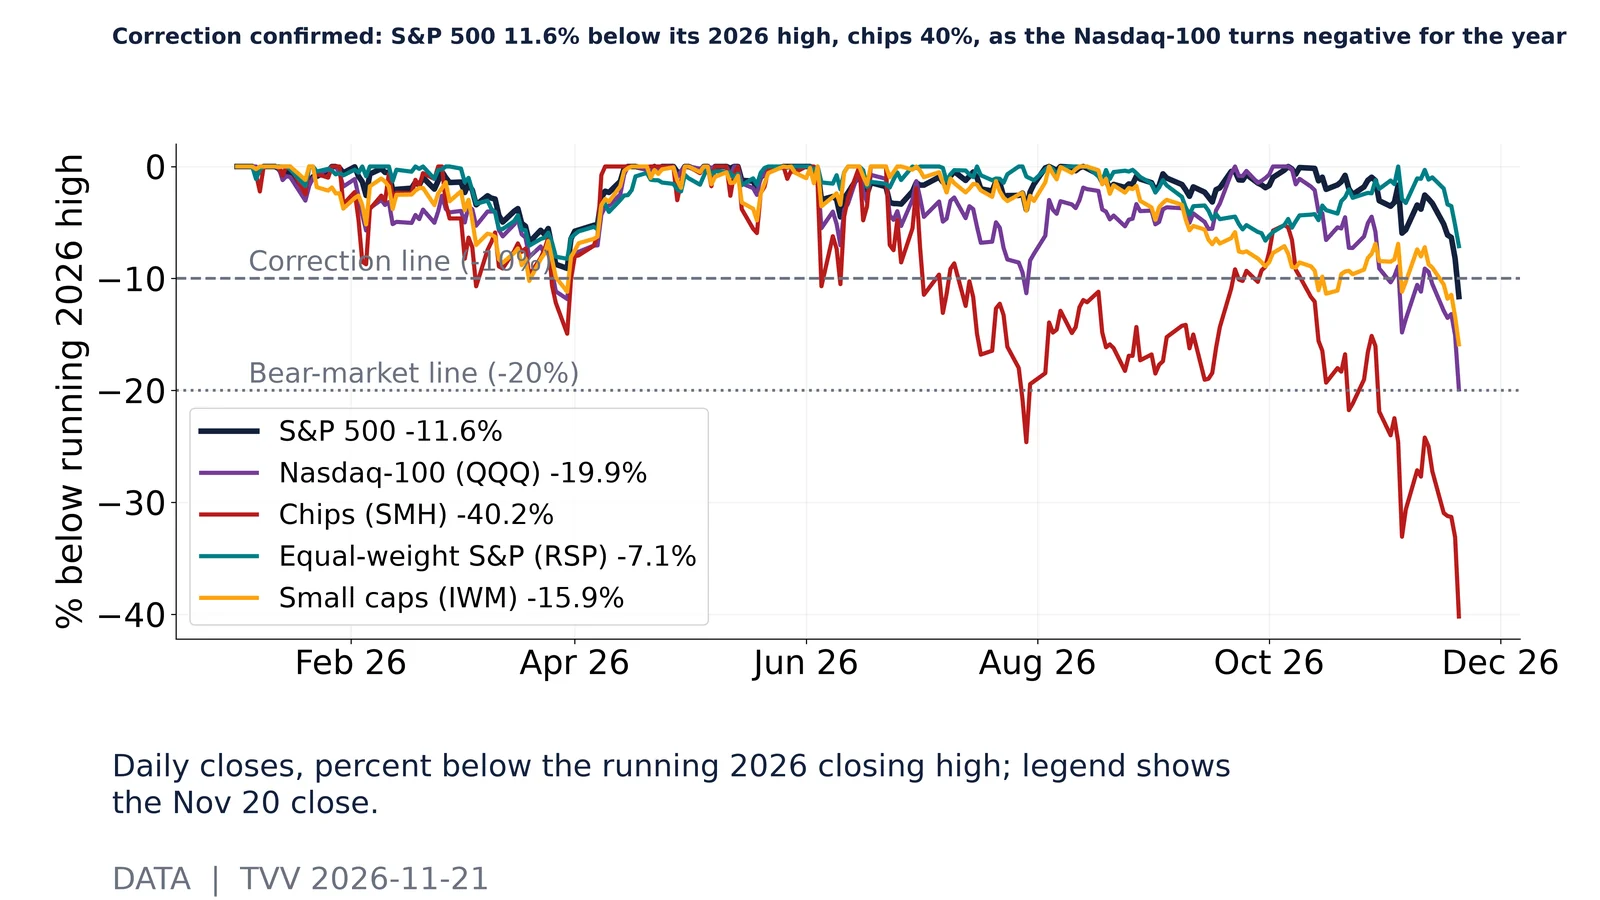 Correction confirmed: S&P 500 11.6% below its 2026 high, chips 40%, as the Nasdaq-100 turns negative for the year
% below running 2026 high
0
−10
−20
−30
−40
Correction line (-10%)
Bear-market line (-20%)
S&P 500 -11.6%
Nasdaq-100 (QQQ) -19.9%
Chips (SMH) -40.2%
Equal-weight S&P (RSP) -7.1%
Small caps (IWM) -15.9%
Feb 26 Apr 26 Jun 26 Aug 26 Oct 26 Dec 26
Daily closes, percent below the running 2026 closing high; legend shows
the Nov 20 close.
DATA | TVV 2026-11-21